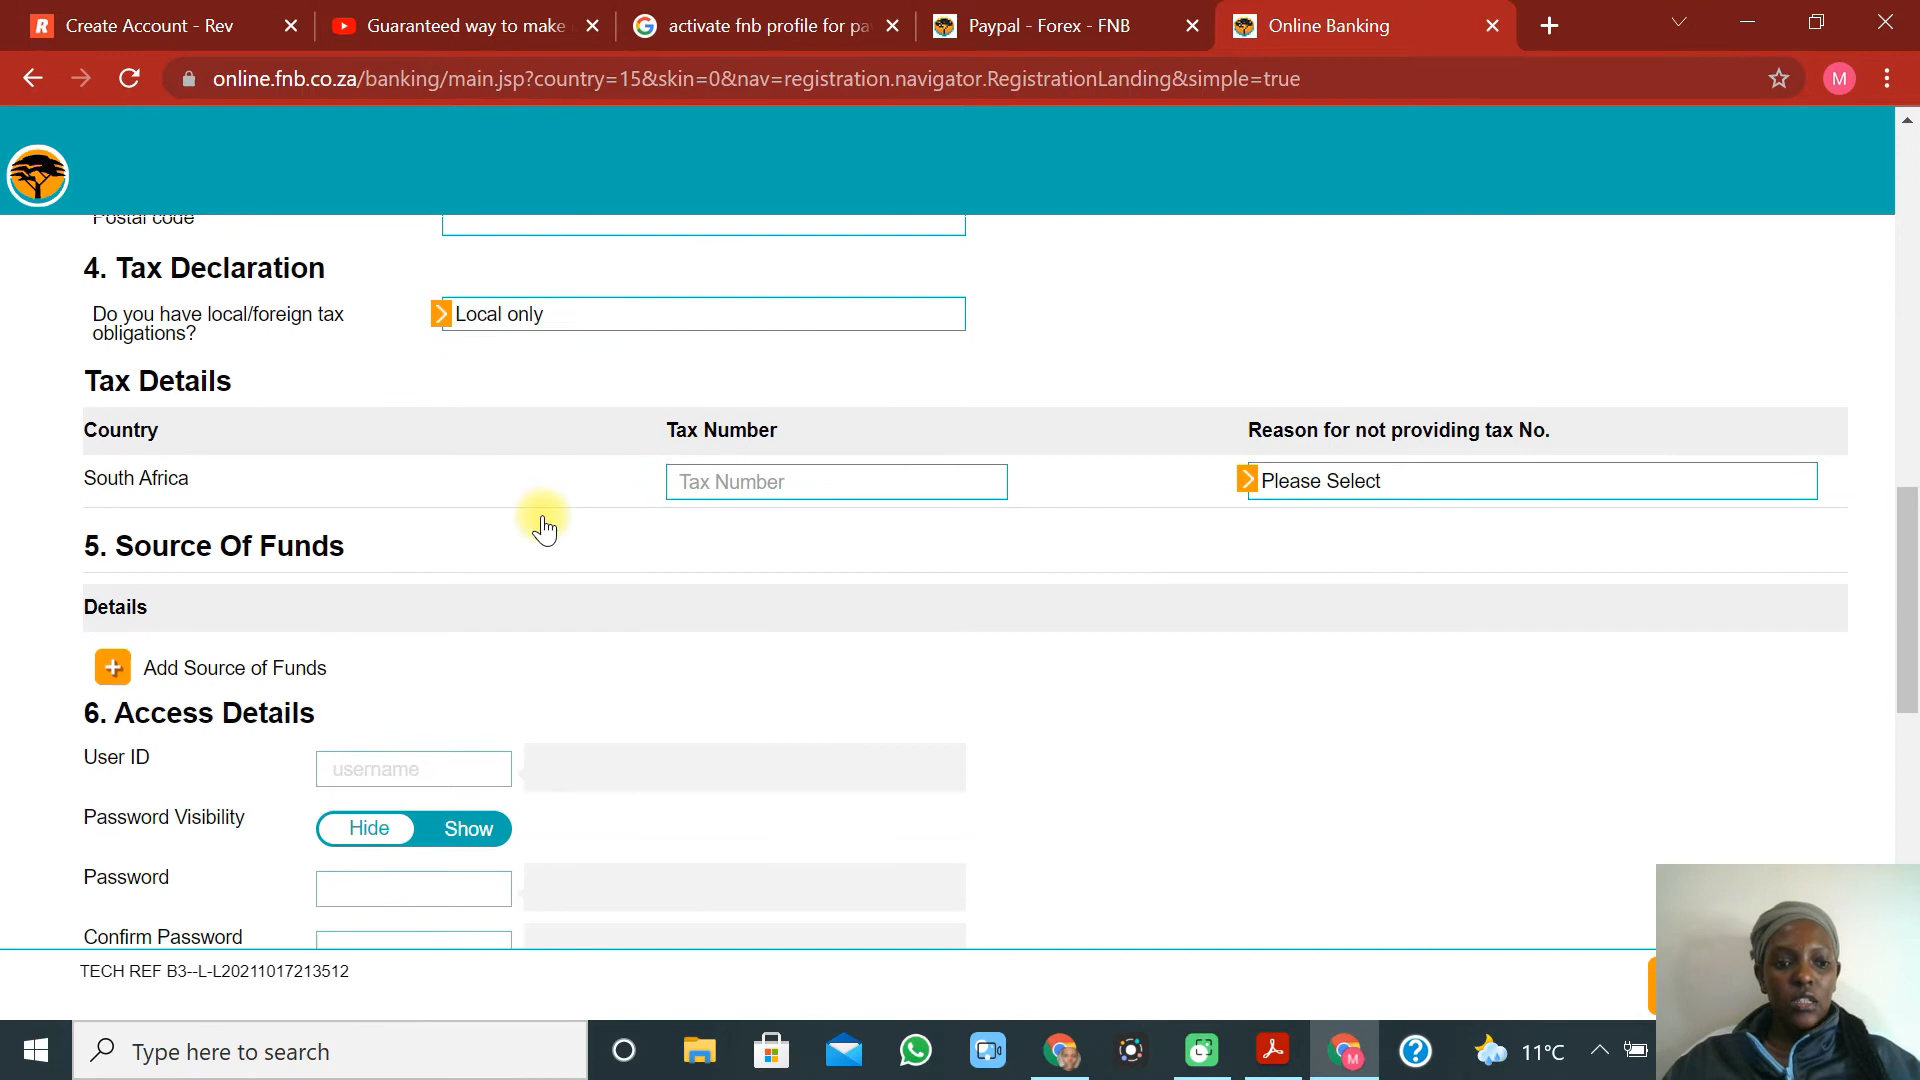 Create Account - Rev
Guaranteed way to make
activate fnb profile for pa
Paypal - Forex - FNB
Online Banking
online.fnb.co.za/banking/main.jsp?country=15&skin=0&nav=registration.navigator.RegistrationLanding&simple=true
M
Postal code
4. Tax Declaration
Do you have local/foreign tax
obligations?
Local only
Tax Details
Country Tax Number Reason for not providing tax No.
South Africa Tax Number Please Select
5. Source Of Funds
Details
Add Source of Funds
6. Access Details
User ID username
Password Visibility Hide Show
Password
Confirm Password
TECH REF B3--L-L20211017213512
Type here to search
M
11°C